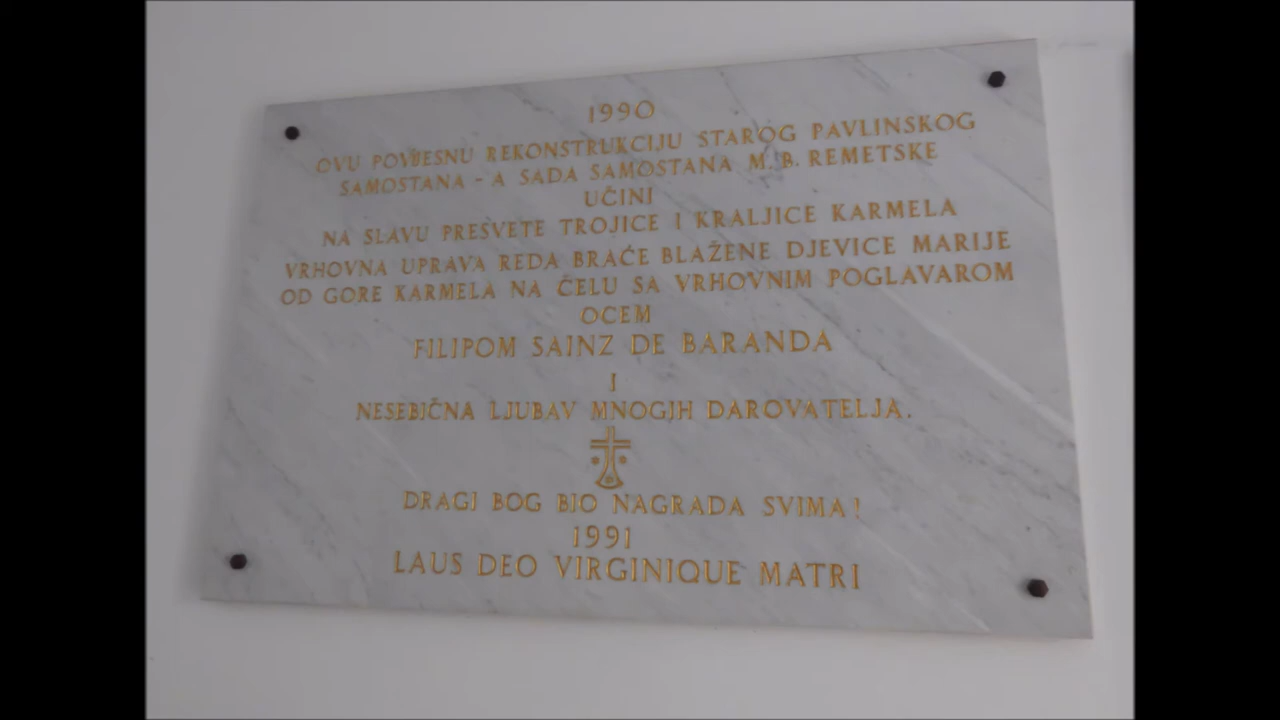 1990
OVU POVIJESNU REKONSTRUKCIJU STAROG PAVLINSKOG
SAMOSTANA - A SADA SAMOSTANA M. B. REMETSKE
UČINI
NA SLAVU PRESVETE TROJICE I KRALJICE KARMELA
VRHOVNA UPRAVA REDA BRAĆE BLAŽENE DJEVICE MARIJE
OD GORE KARMELA NA ČELU SA VRHOVNIM POGLAVAROM
OCEM
FILIPOM SAINZ DE BARANDA
I
NESEBIČNA LJUBAV MNOGIH DAROVATELJA.
DRAGI BOG BIO NAGRADA SVIMA!
1991
LAUS DEO VIRGINIQUE MATRI